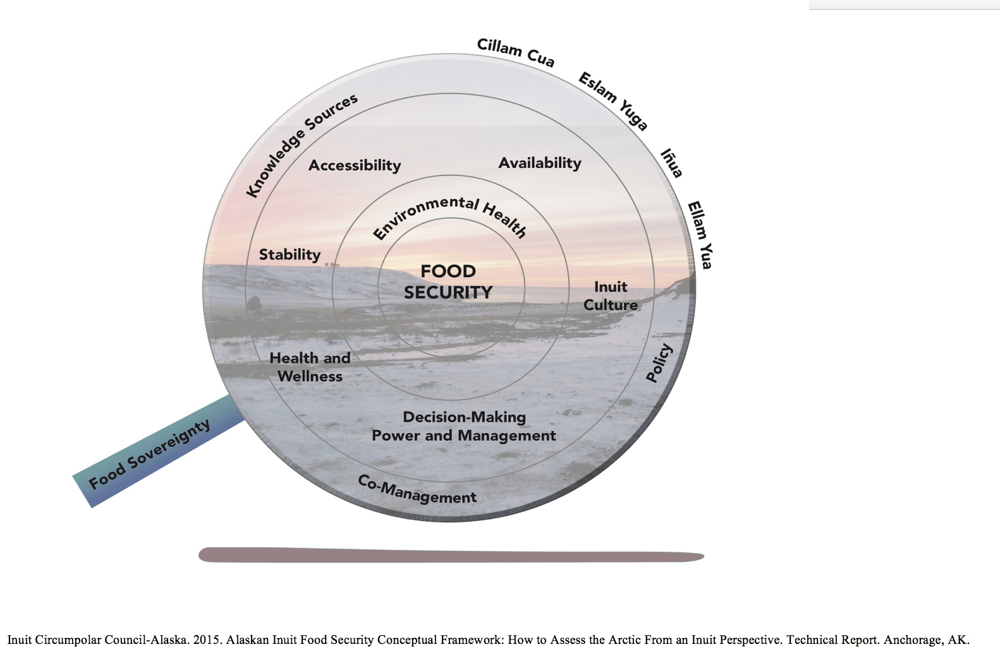 Cillam Cua
Eslam Yuga
Iñua
Ellam Yua
Knowledge Sources
Accessibility
Availability
Environmental Health
Stability
FOOD
SECURITY
Inuit
Culture
Health and
Wellness
Policy
Decision-Making
Power and Management
Food Sovereignty
Co-Management
Inuit Circumpolar Council-Alaska. 2015. Alaskan Inuit Food Security Conceptual Framework: How to Assess the Arctic From an Inuit Perspective. Technical Report. Anchorage, AK.